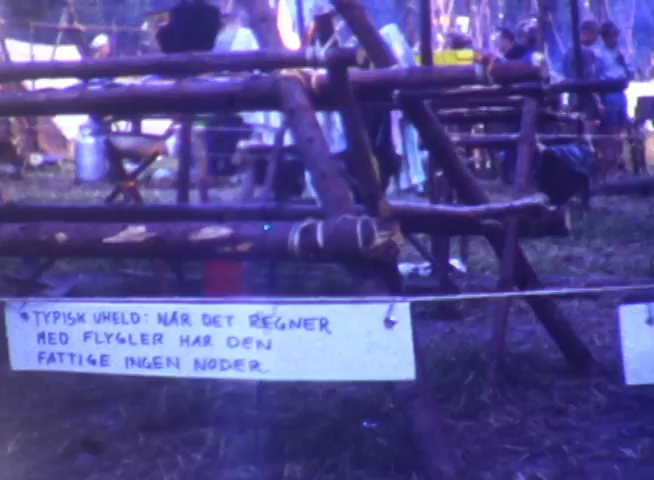 *TYPISK UHELD: NÅR DET REGNER
MED FLYGLER HAR DEN
FATTIGE INGEN NODER